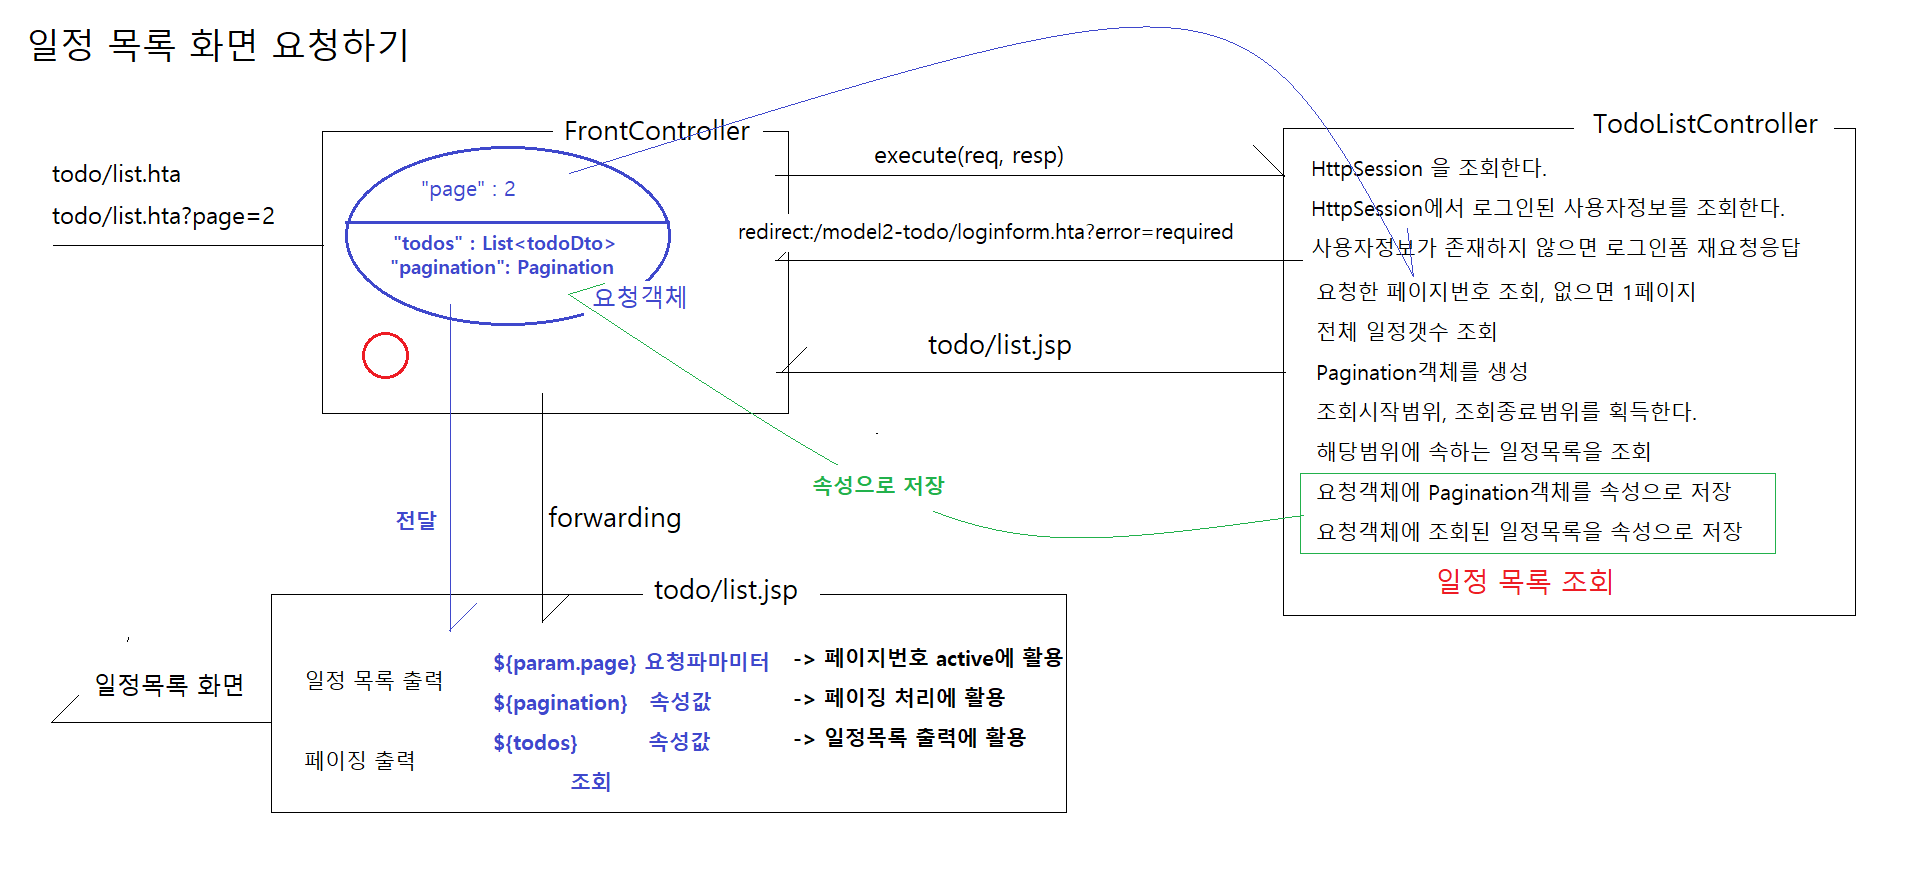 일정 목록 화면 요청하기
todo/list.hta
todo/list.hta?page=2
FrontController
"page" : 2
"todos" : List<todoDto>
"pagination": Pagination
요청객체
execute(req, resp)
redirect:/model2-todo/loginform.hta?error=required
todo/list.jsp
TodoListController
HttpSession 을 조회한다.
HttpSession에서 로그인된 사용자정보를 조회한다.
사용자정보가 존재하지 않으면 로그인폼 재요청응답
요청한 페이지번호 조회, 없으면 1페이지
전체 일정갯수 조회
Pagination객체를 생성
조회시작범위, 조회종료범위를 획득한다.
해당범위에 속하는 일정목록을 조회
요청객체에 Pagination객체를 속성으로 저장
요청객체에 조회된 일정목록을 속성으로 저장
일정 목록 조회
속성으로 저장
전달
forwarding
todo/list.jsp
일정 목록 출력
페이징 출력
${param.page} 요청파마미터 -> 페이지번호 active에 활용
${pagination} 속성값 -> 페이징 처리에 활용
${todos} 속성값 -> 일정목록 출력에 활용
조회
일정목록 화면